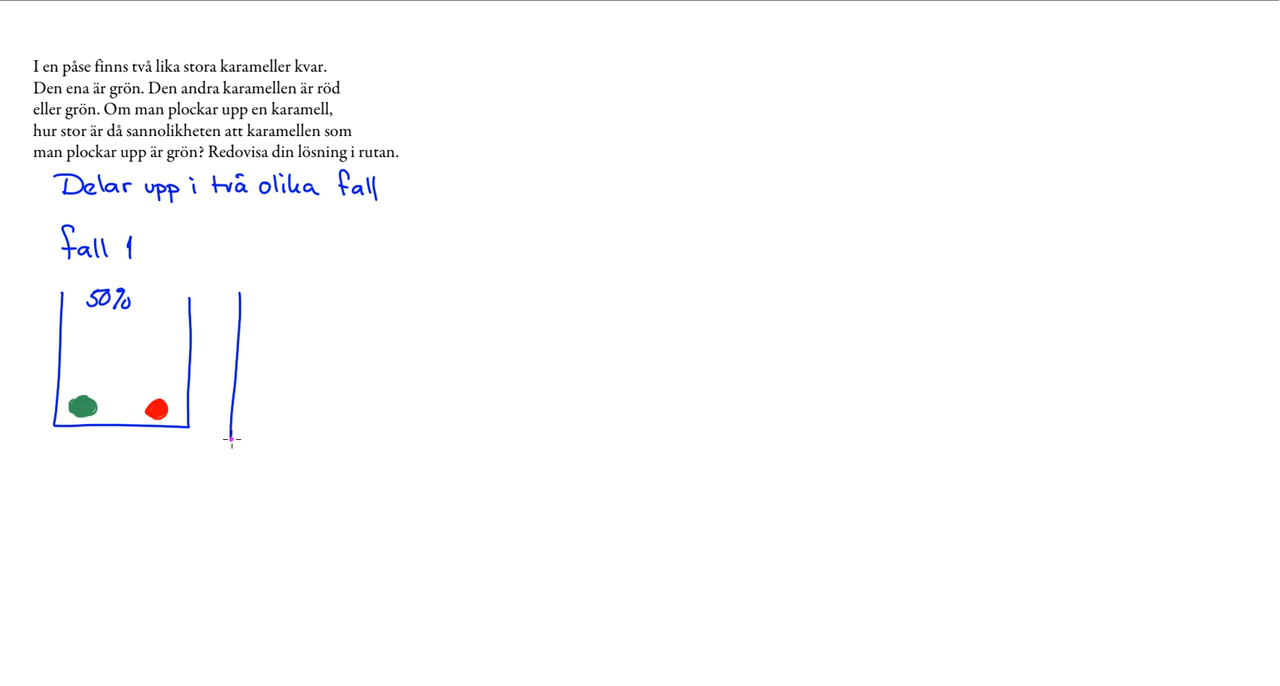 I en påse finns två lika stora karameller kvar.
Den ena är grön. Den andra karamellen är röd
eller grön. Om man plockar upp en karamell,
hur stor är då sannolikheten att karamellen som
man plockar upp är grön? Redovisa din lösning i rutan.
Delar upp i två olika fall
fall 1
50%